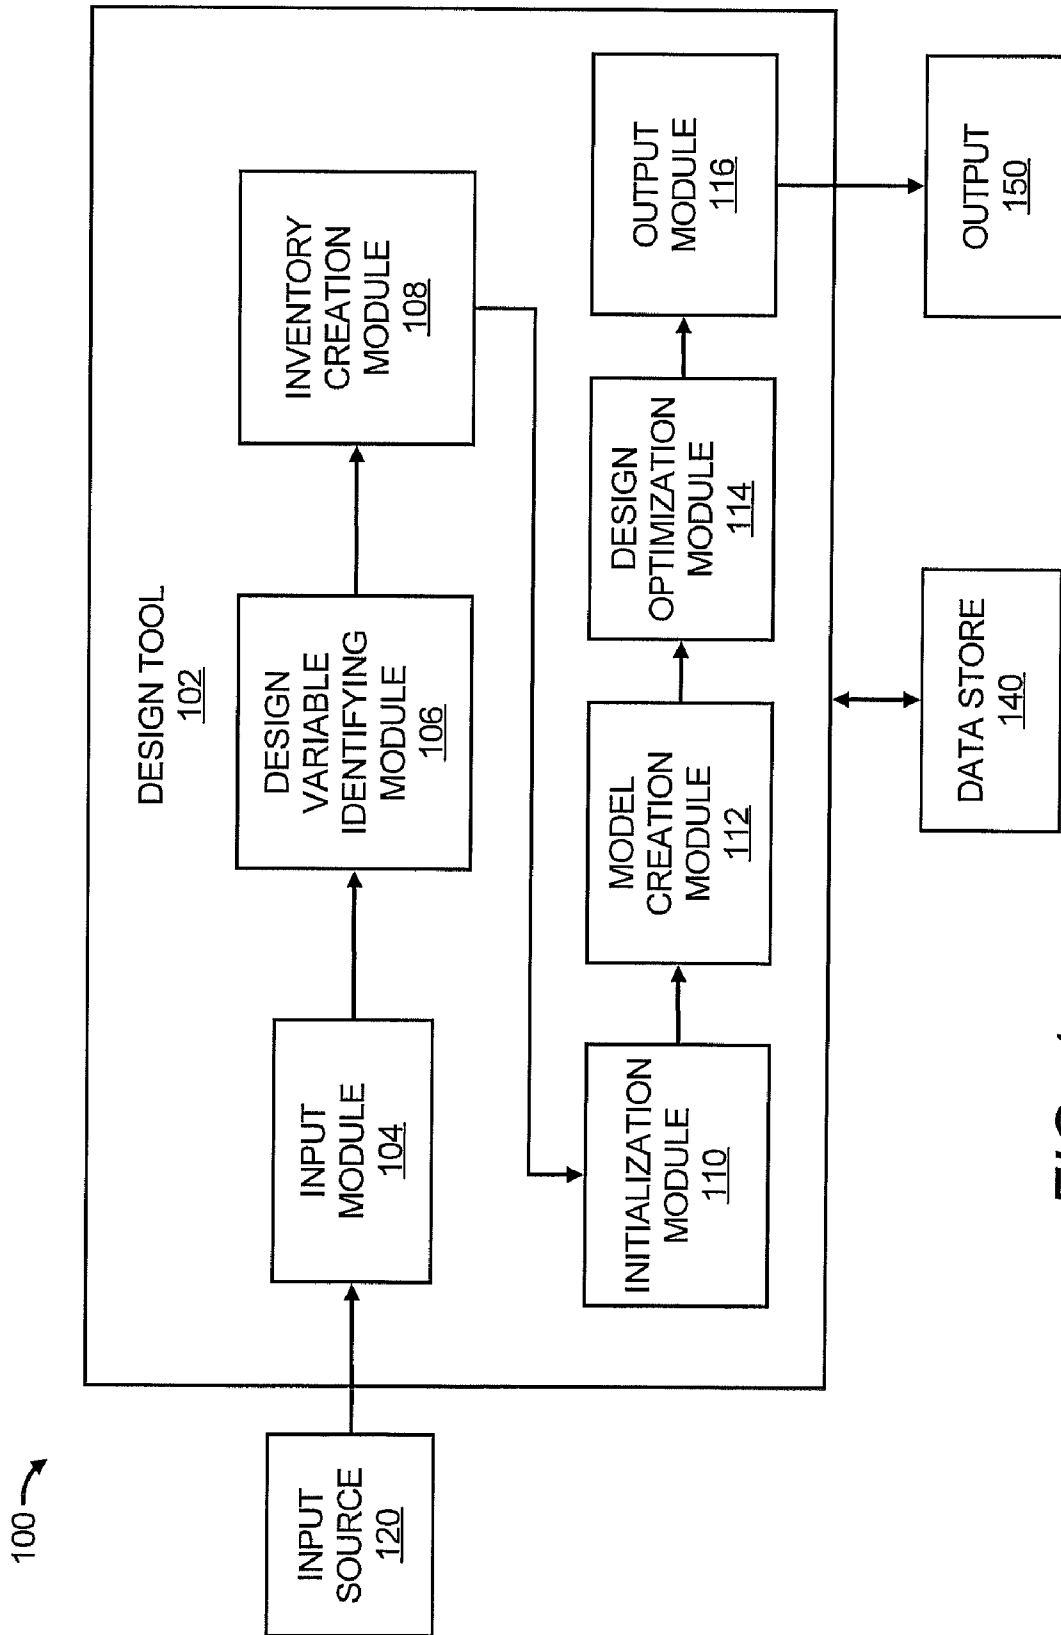 100
DESIGN TOOL
102
INPUT
SOURCE
120
INPUT
MODULE
104
DESIGN
VARIABLE
IDENTIFYING
MODULE
106
INVENTORY
CREATION
MODULE
108
INITIALIZATION
MODULE
110
MODEL
CREATION
MODULE
112
DESIGN
OPTIMIZATION
MODULE
114
OUTPUT
MODULE
116
DATA STORE
140
OUTPUT
150